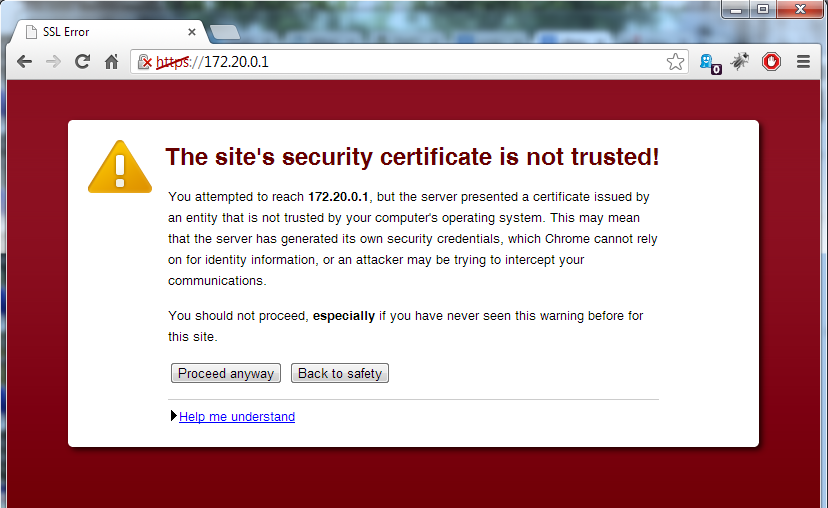 SSL Error
https://172.20.0.1
0
The site's security certificate is not trusted!
You attempted to reach 172.20.0.1, but the server presented a certificate issued by
an entity that is not trusted by your computer's operating system. This may mean
that the server has generated its own security credentials, which Chrome cannot rely
on for identity information, or an attacker may be trying to intercept your
communications.
You should not proceed, especially if you have never seen this warning before for
this site.
Proceed anyway Back to safety
Help me understand